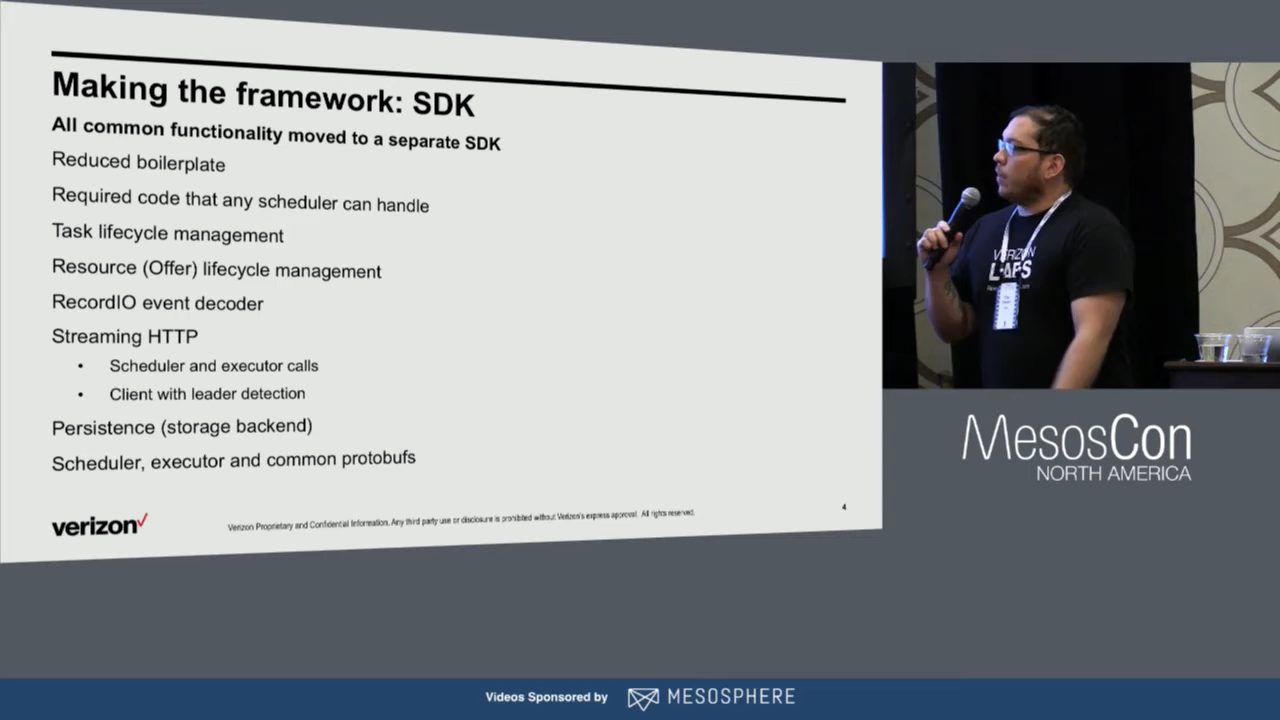 Making the framework: SDK
All common functionality moved to a separate SDK
Reduced boilerplate
Required code that any scheduler can handle
Task lifecycle management
Resource (Offer) lifecycle management
RecordIO event decoder
Streaming HTTP
• Scheduler and executor calls
• Client with leader detection
Persistence (storage backend)
Scheduler, executor and common protobufs
verizon
Verizon Proprietary and Confidential Information. Any third party use or disclosure is prohibited without Verizon's express approval. All rights reserved.
4
VERIZON
MesosCon
NORTH AMERICA
Videos Sponsored by
MESOSPHERE